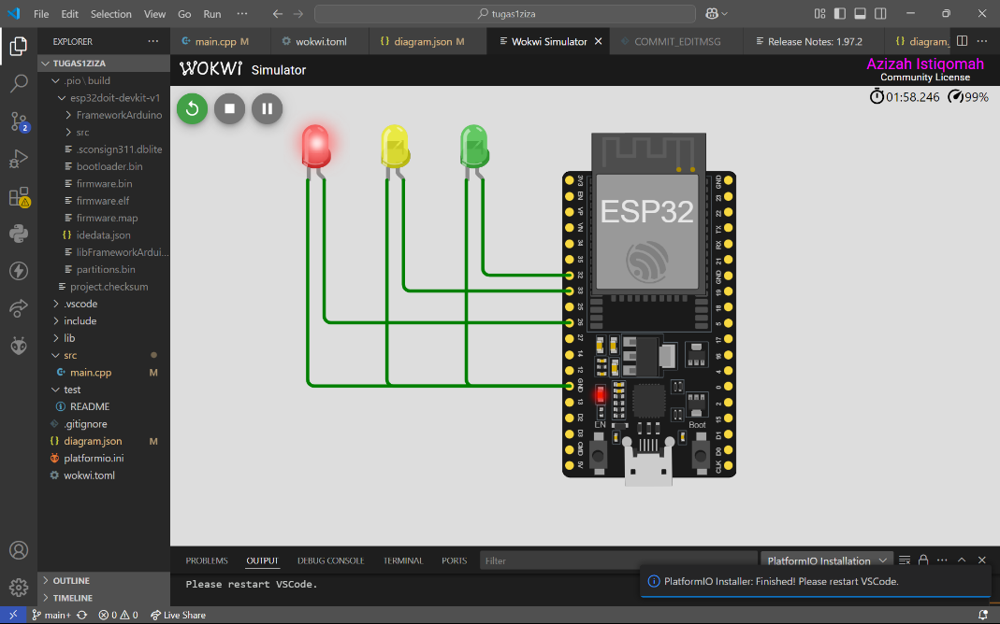 File Edit Selection View Go Run ··· tugas1ziza
EXPLORER ···
main.cpp M wokwi.toml diagram.json M Wokwi Simulator COMMIT_EDITMSG Release Notes: 1.97.2 diagram. ···
TUGAS1ZIZA
.pio \ build
esp32doit-devkit-v1
FrameworkArduino
src
.sconsign311.dblite
bootloader.bin
firmware.bin
firmware.elf
firmware.map
idedata.json
libFrameworkArdui...
partitions.bin
project.checksum
.vscode
include
lib
src
main.cpp M
test
README
.gitignore
diagram.json M
platformio.ini
wokwi.toml
OUTLINE
TIMELINE
2
WOKWI Simulator
Azizah Istiqomah
Community License
01:58.246 99%
ESP32
3V3
EN
VP
VN
34
35
32
33
25
26
27
14
12
GND
13
D2
D3
CMD
5V
GND
23
22
TX
RX
21
GND
19
18
5
17
16
4
0
2
15
D1
D0
CLK
EN
Boot
PROBLEMS OUTPUT DEBUG CONSOLE TERMINAL PORTS Filter PlatformIO Installation ···
Please restart VSCode.
PlatformIO Installer: Finished! Please restart VSCode.
main+ 0 0 Live Share